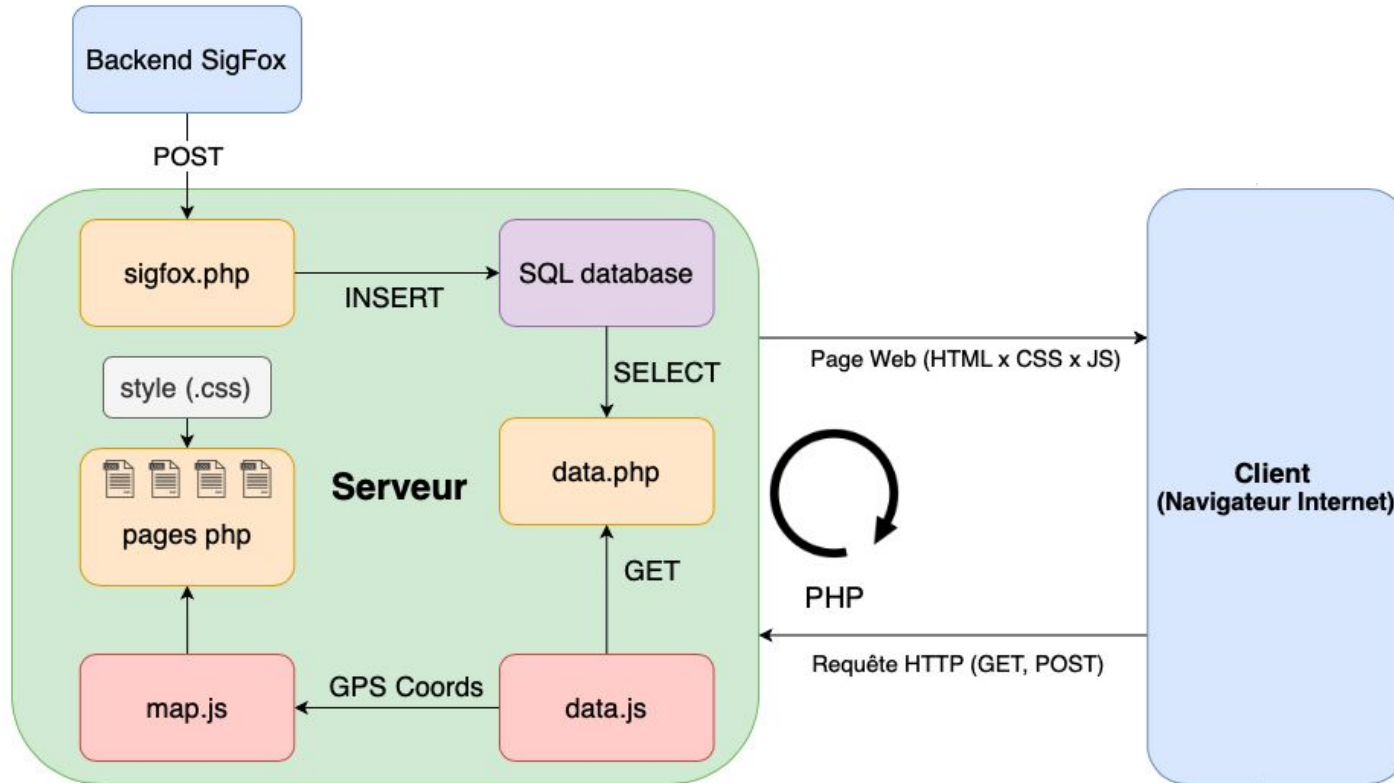 Backend SigFox
POST
sigfox.php
INSERT
SQL database
SELECT
style (.css)
pages php
Serveur
data.php
GET
map.js
GPS Coords
data.js
Page Web (HTML x CSS x JS)
PHP
Requête HTTP (GET, POST)
Client
(Navigateur Internet)